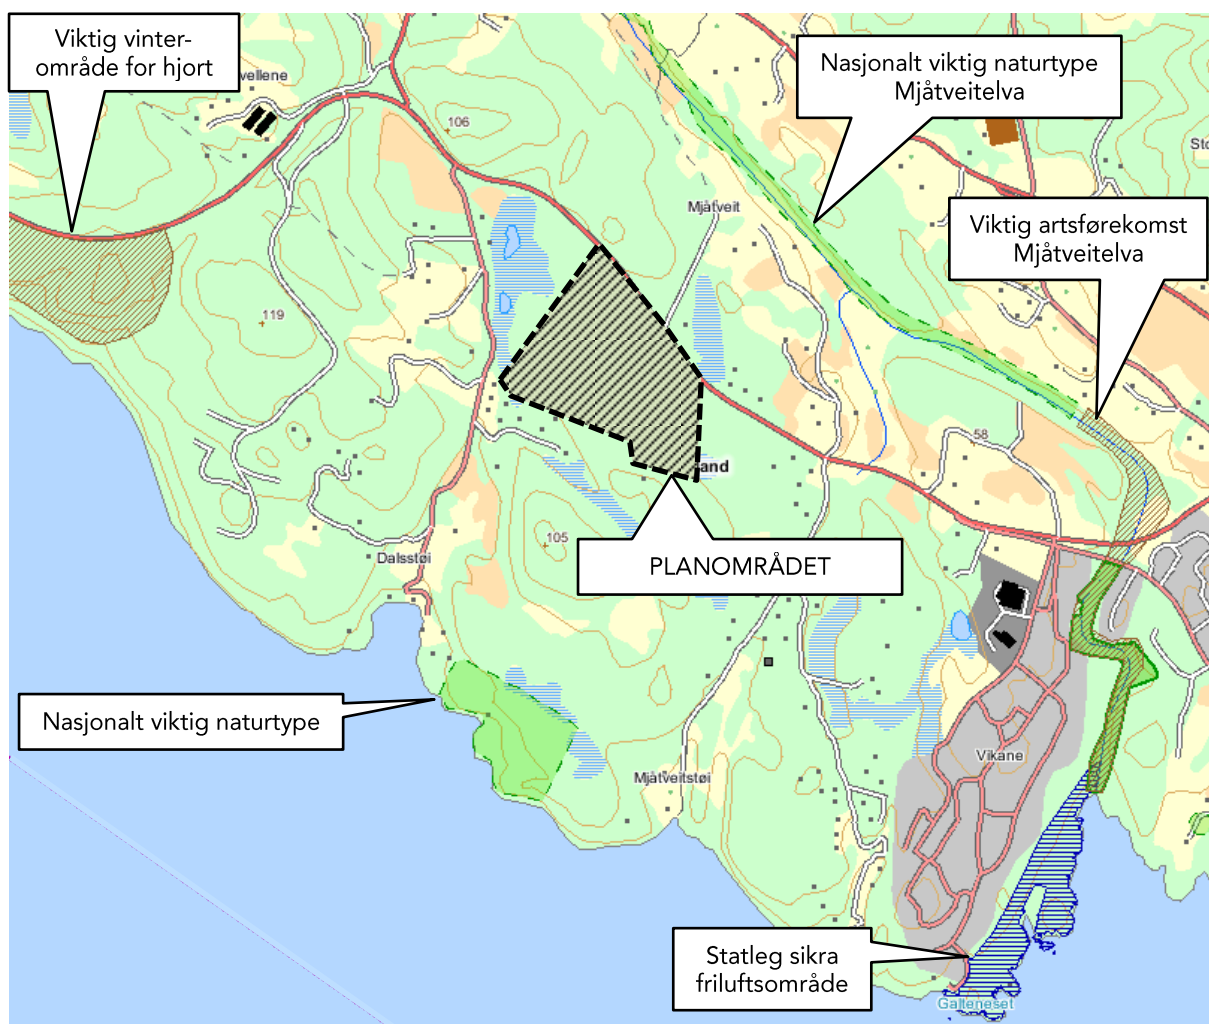 Viktig vinter-
område for hjort
Nasjonalt viktig naturtype
Mjåtveitelva
106
Viktig artsførekomst
Mjåtveitelva
Mjåtveit
119
58
105
PLANOMRÅDET
Dalsstøi
Nasjonalt viktig naturtype
Vikane
Mjåtveitstøi
Statleg sikra
friluftsområde
Galteneset